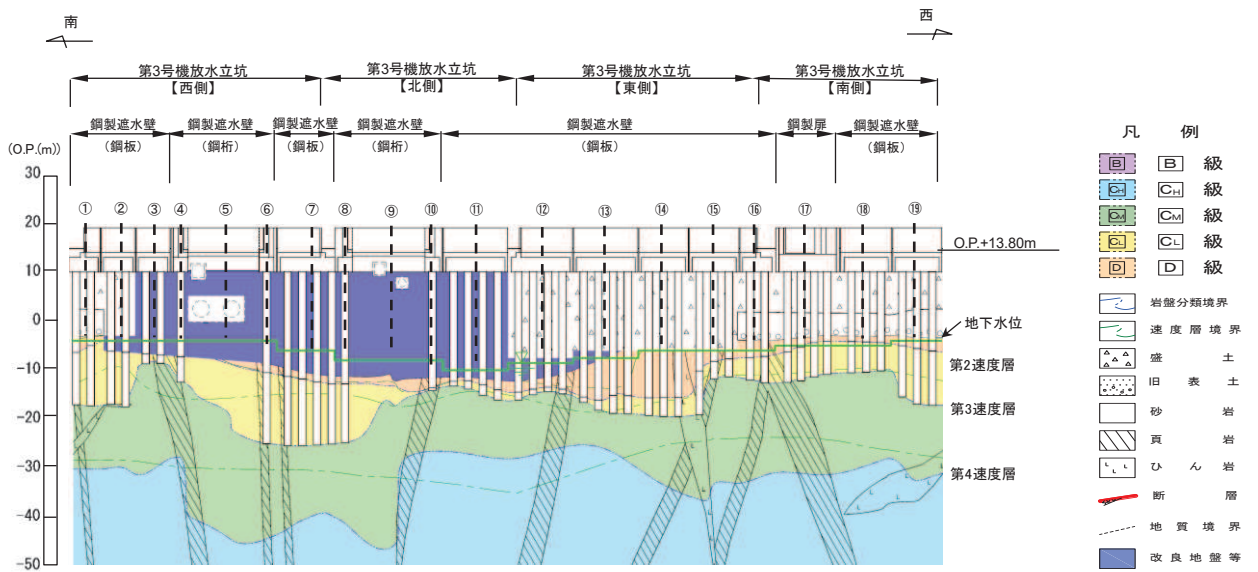 南
西
第3号機放水立坑
【西側】
第3号機放水立坑
【北側】
第3号機放水立坑
【東側】
第3号機放水立坑
【南側】
鋼製遮水壁
(鋼板)
鋼製遮水壁
(鋼桁)
鋼製遮水壁
(鋼板)
鋼製遮水壁
(鋼桁)
鋼製遮水壁
(鋼板)
鋼製扉
鋼製遮水壁
(鋼板)
(O.P.(m))
30
20
10
0
-10
-20
-30
-40
-50
① ② ③ ④ ⑤ ⑥ ⑦ ⑧ ⑨ ⑩ ⑪ ⑫ ⑬ ⑭ ⑮ ⑯ ⑰ ⑱ ⑲
O.P.+13.80m
地下水位
第2速度層
第3速度層
第4速度層
凡 例
B B 級
CH CH 級
CM CM 級
CL CL 級
D D 級
岩盤分類境界
速度層境界
盛土
旧表土
砂岩
頁岩
ひん岩
断層
地質境界
改良地盤等